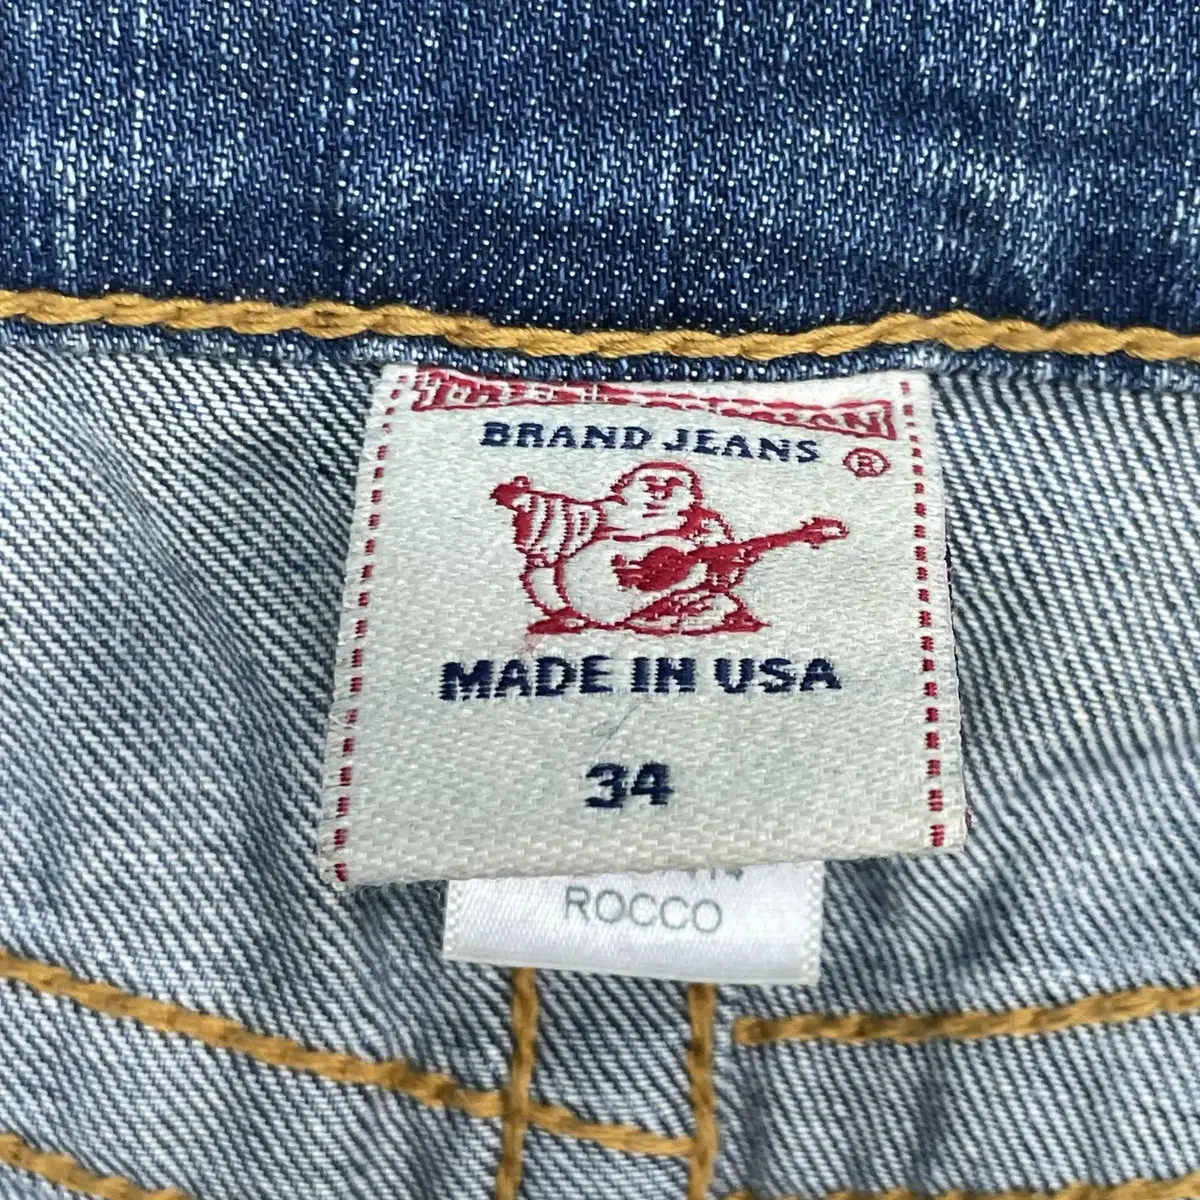 BRAND JEANS ®
MADE IN USA
34
ROCCO